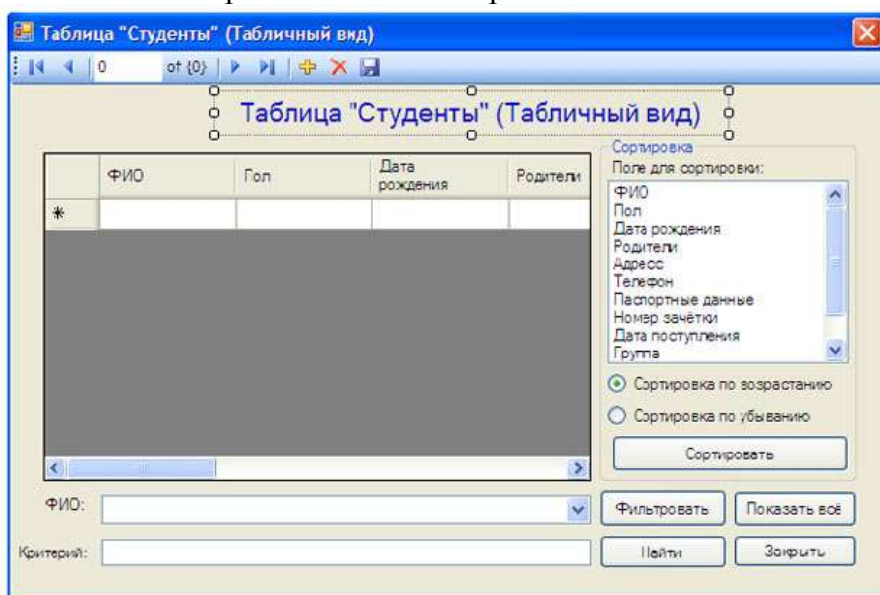 Таблица "Студенты" (Табличный вид)
0 of {0}
Таблица "Студенты" (Табличный вид)
ФИО Пол Дата рождения Родители
*
Сортировка
Поле для сортировки:
ФИО
Пол
Дата рождения
Родители
Адресс
Телефон
Паспортные данные
Номер зачётки
Дата поступления
Группа
Сортировка по возрастанию
Сортировка по убыванию
Сортировать
ФИО:
Фильтровать Показать всё
Критерий:
Найти Закрыть